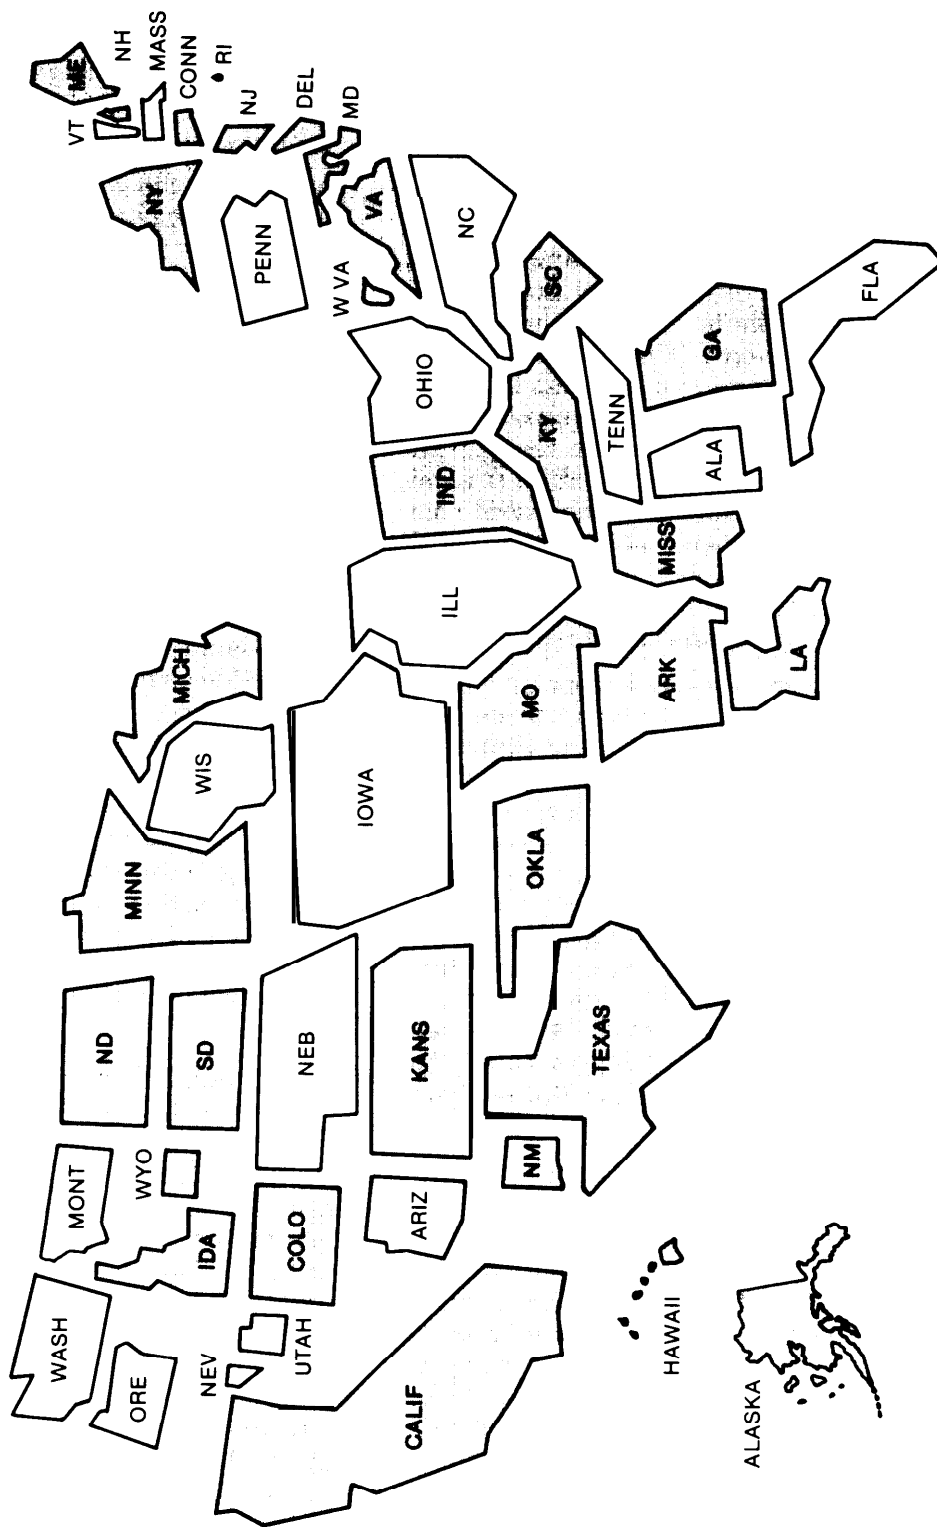 WASH
ORE
CALIF
NEV
UTAH
IDA
MONT
WYO
COLO
ARIZ
NM
ND
SD
NEB
KANS
TEXAS
OKLA
MINN
WIS
IOWA
MO
ARK
LA
MICH
ILL
IND
OHIO
KY
TENN
MISS
ALA
GA
FLA
SC
NC
VA
W VA
PENN
NY
VT
ME
NH
MASS
CONN
RI
NJ
DEL
MD
HAWAII
ALASKA